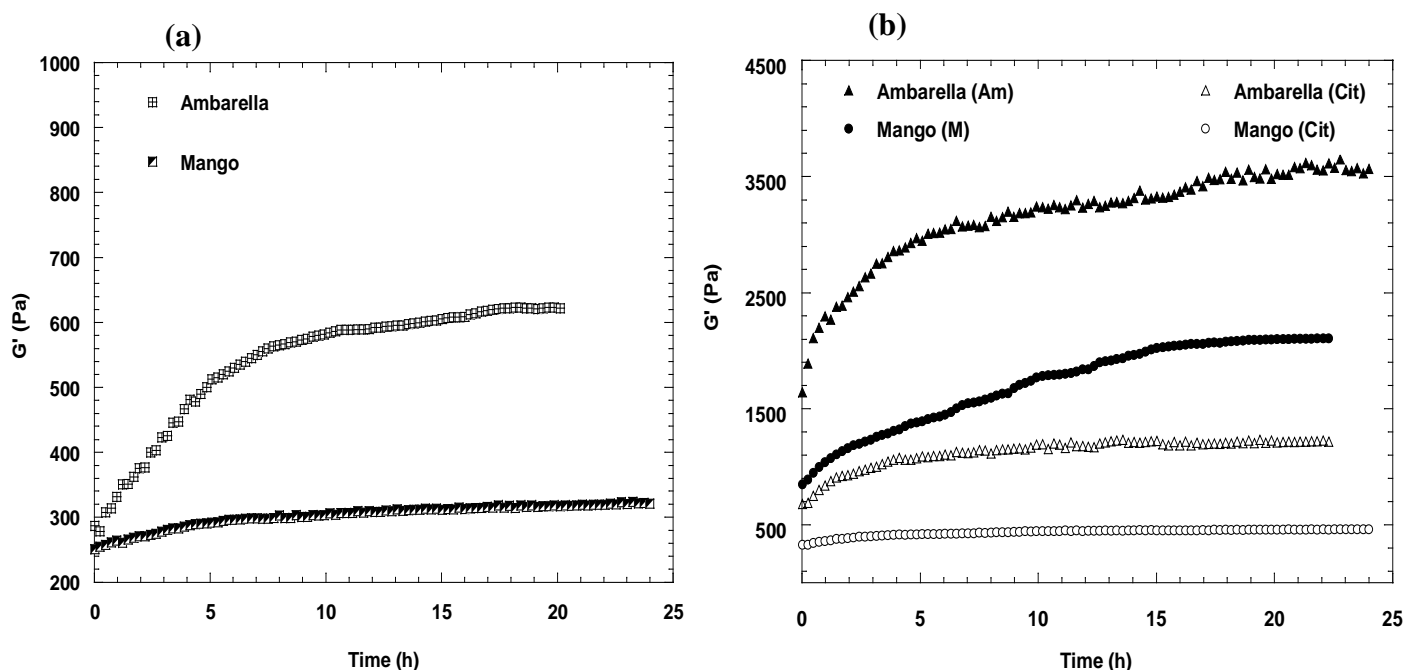 (a)
1000
900
800
700
600
500
400
300
200
G' (Pa)
Ambarella
Mango
0 5 10 15 20 25
Time (h)
(b)
4500
3500
2500
1500
500
G' (Pa)
Ambarella (Am) Ambarella (Cit)
Mango (M) Mango (Cit)
0 5 10 15 20 25
Time (h)